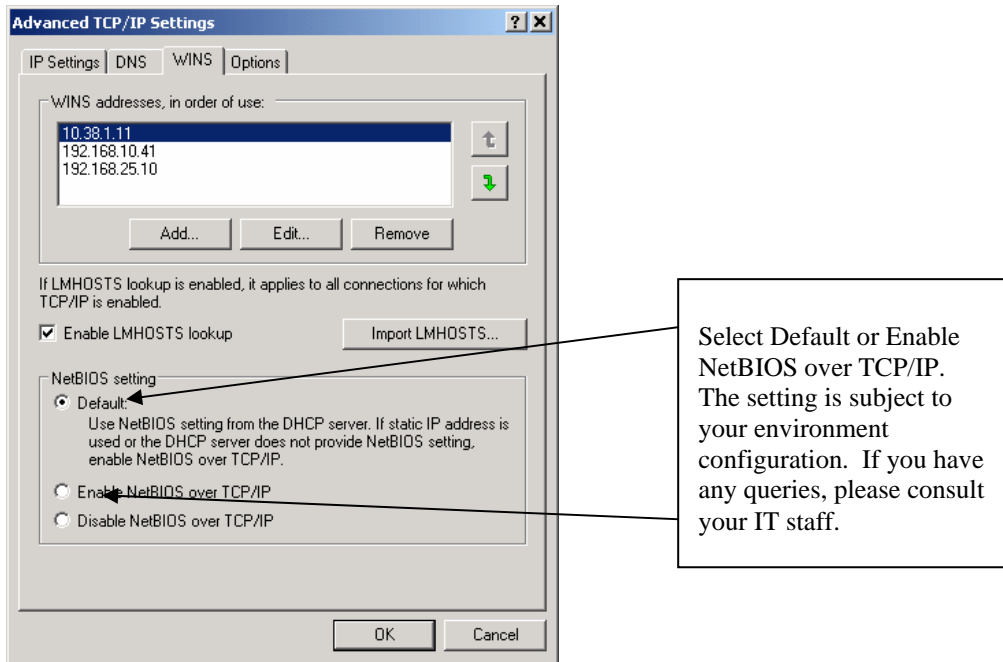 Advanced TCP/IP Settings
IP Settings DNS WINS Options
WINS addresses, in order of use:
10.38.1.11
192.168.10.41
192.168.25.10
Add... Edit... Remove
If LMHOSTS lookup is enabled, it applies to all connections for which
TCP/IP is enabled.
Enable LMHOSTS lookup
Import LMHOSTS...
NetBIOS setting
Default:
Use NetBIOS setting from the DHCP server. If static IP address is
used or the DHCP server does not provide NetBIOS setting,
enable NetBIOS over TCP/IP.
Enable NetBIOS over TCP/IP
Disable NetBIOS over TCP/IP
OK Cancel
Select Default or Enable
NetBIOS over TCP/IP.
The setting is subject to
your environment
configuration. If you have
any queries, please consult
your IT staff.